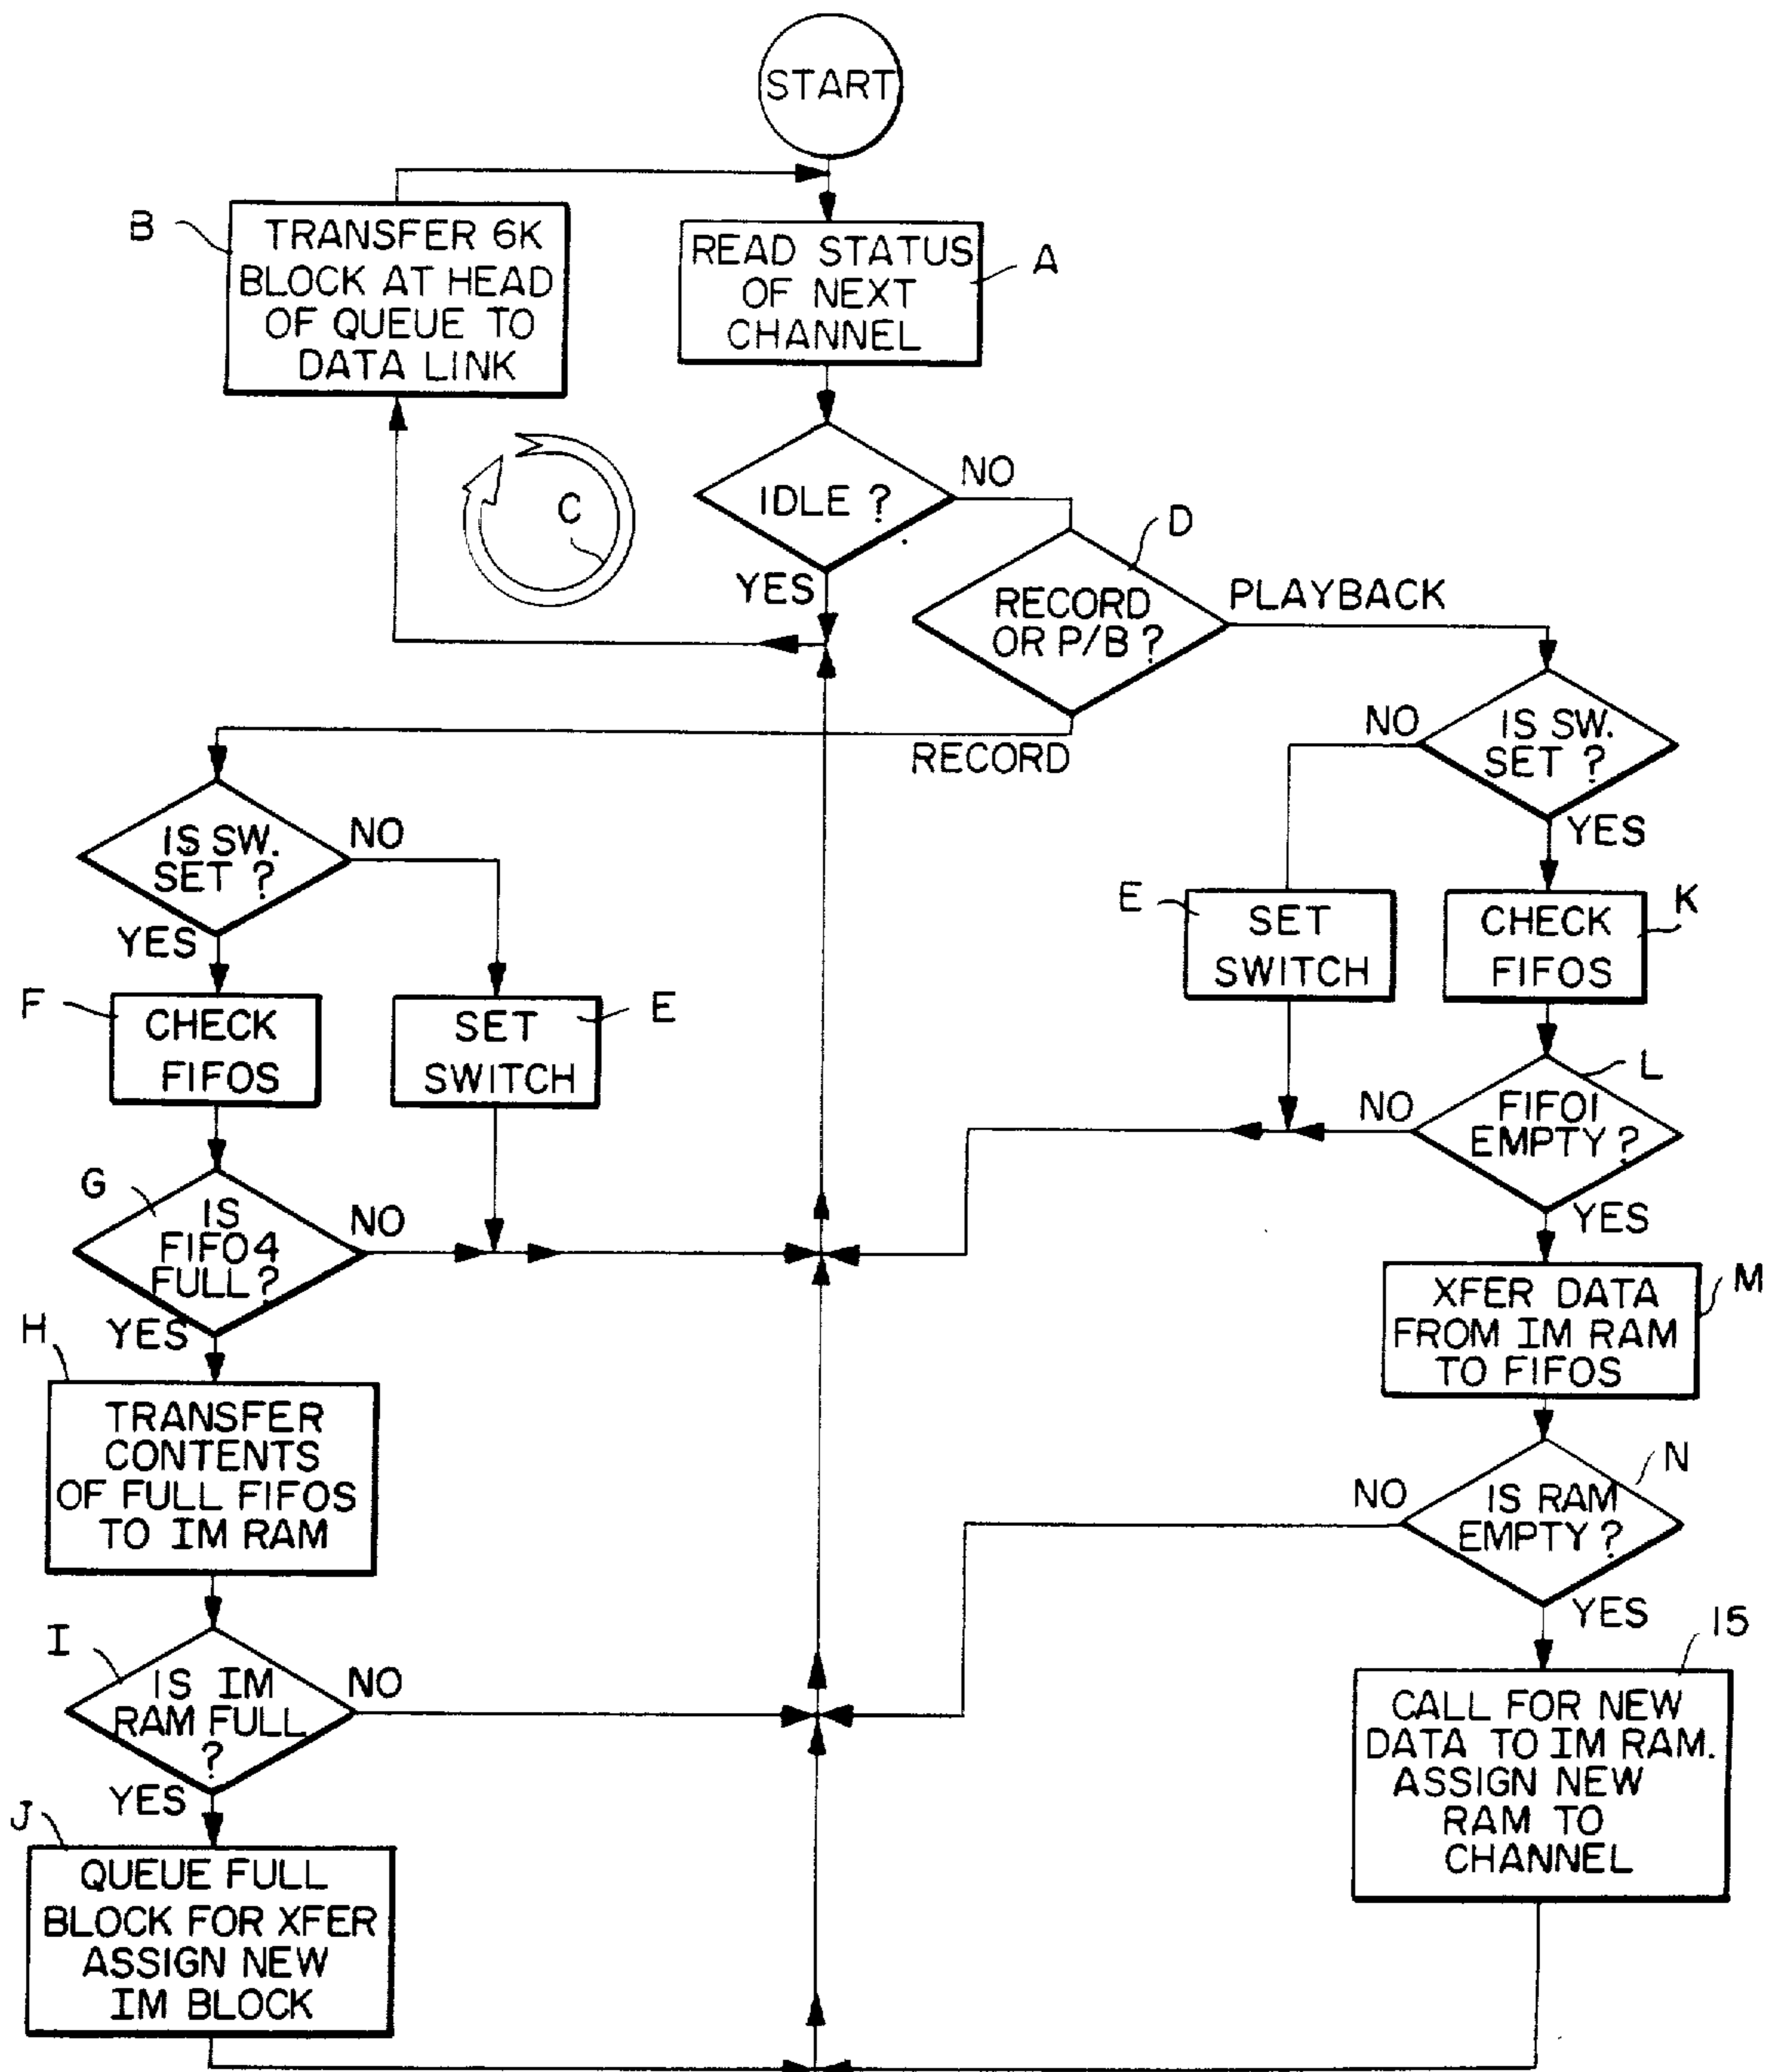 START
B
TRANSFER 6K
BLOCK AT HEAD
OF QUEUE TO
DATA LINK
READ STATUS
OF NEXT
CHANNEL
A
C
IDLE ?
NO
YES
D
RECORD
OR P/B ?
PLAYBACK
RECORD
IS SW.
SET ?
NO
YES
E
SET
SWITCH
K
CHECK
FIFOS
L
FIFO1
EMPTY ?
NO
YES
M
XFER DATA
FROM IM RAM
TO FIFOS
N
IS RAM
EMPTY ?
NO
YES
15
CALL FOR NEW
DATA TO IM RAM.
ASSIGN NEW
RAM TO
CHANNEL
IS SW.
SET ?
NO
YES
F
CHECK
FIFOS
E
SET
SWITCH
G
IS
FIFO4
FULL ?
NO
YES
H
TRANSFER
CONTENTS
OF FULL FIFOS
TO IM RAM
I
IS IM
RAM FULL
?
NO
YES
J
QUEUE FULL
BLOCK FOR XFER
ASSIGN NEW
IM BLOCK